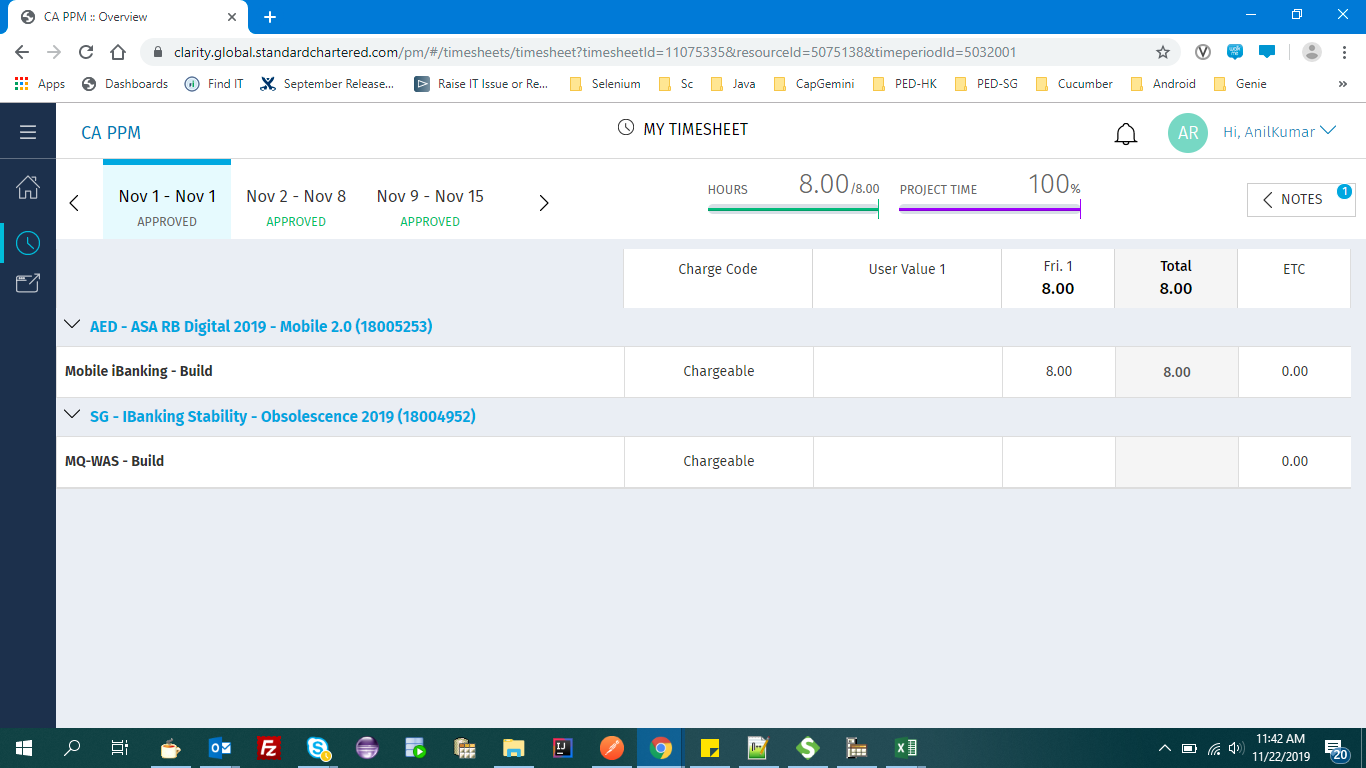 CA PPM :: Overview
clarity.global.standardchartered.com/pm/#/timesheets/timesheet?timesheetId=11075335&resourceId=5075138&timeperiodId=5032001
Apps Dashboards Find IT September Release... Raise IT Issue or Re... Selenium Sc Java CapGemini PED-HK PED-SG Cucumber Android Genie »
CA PPM MY TIMESHEET AR Hi, AnilKumar
Nov 1 - Nov 1 Nov 2 - Nov 8 Nov 9 - Nov 15 HOURS 8.00/8.00 PROJECT TIME 100% NOTES 1
APPROVED APPROVED APPROVED
Charge Code User Value 1 Fri. 1 Total ETC
8.00 8.00
AED - ASA RB Digital 2019 - Mobile 2.0 (18005253)
Mobile iBanking - Build Chargeable 8.00 8.00 0.00
SG - IBanking Stability - Obsolescence 2019 (18004952)
MQ-WAS - Build Chargeable 0.00
11:42 AM
11/22/2019 20